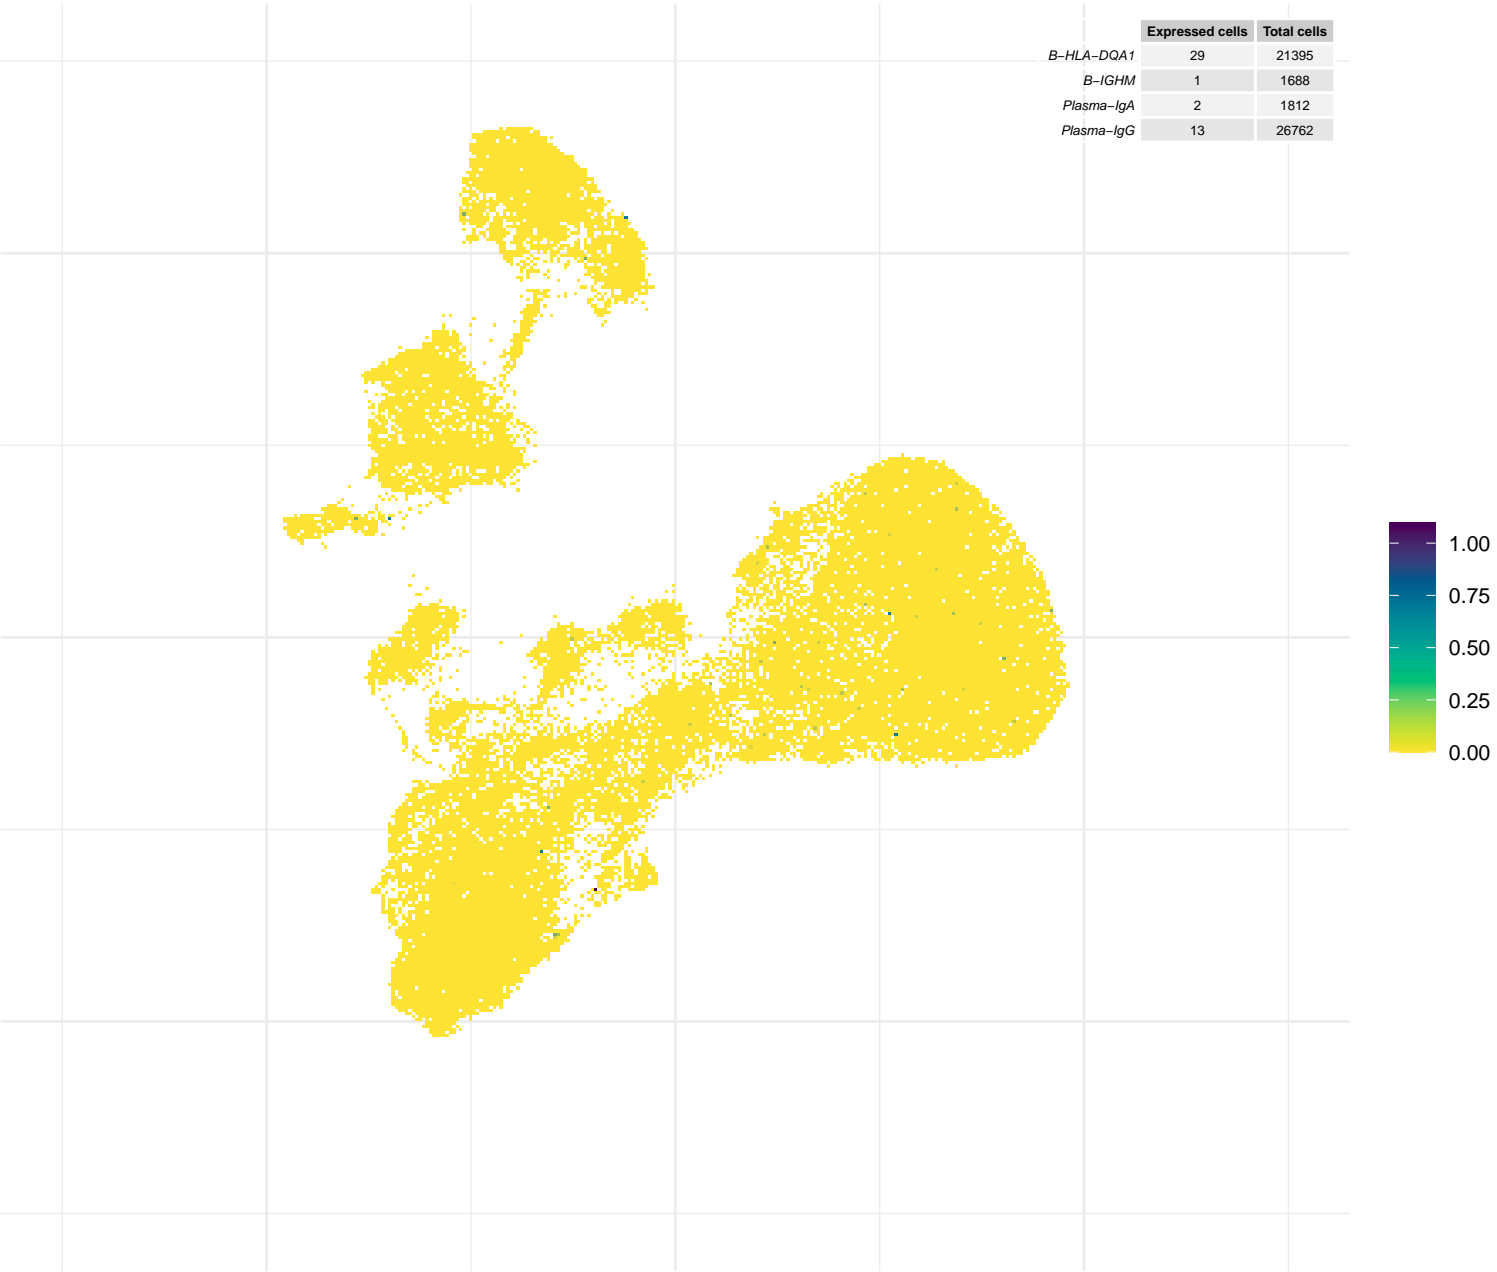 Expressed cells Total cells
B−HLA−DQA1 29 21395
B−IGHM 1 1688
Plasma−IgA 2 1812
Plasma−IgG 13 26762
1.00
0.75
0.50
0.25
0.00